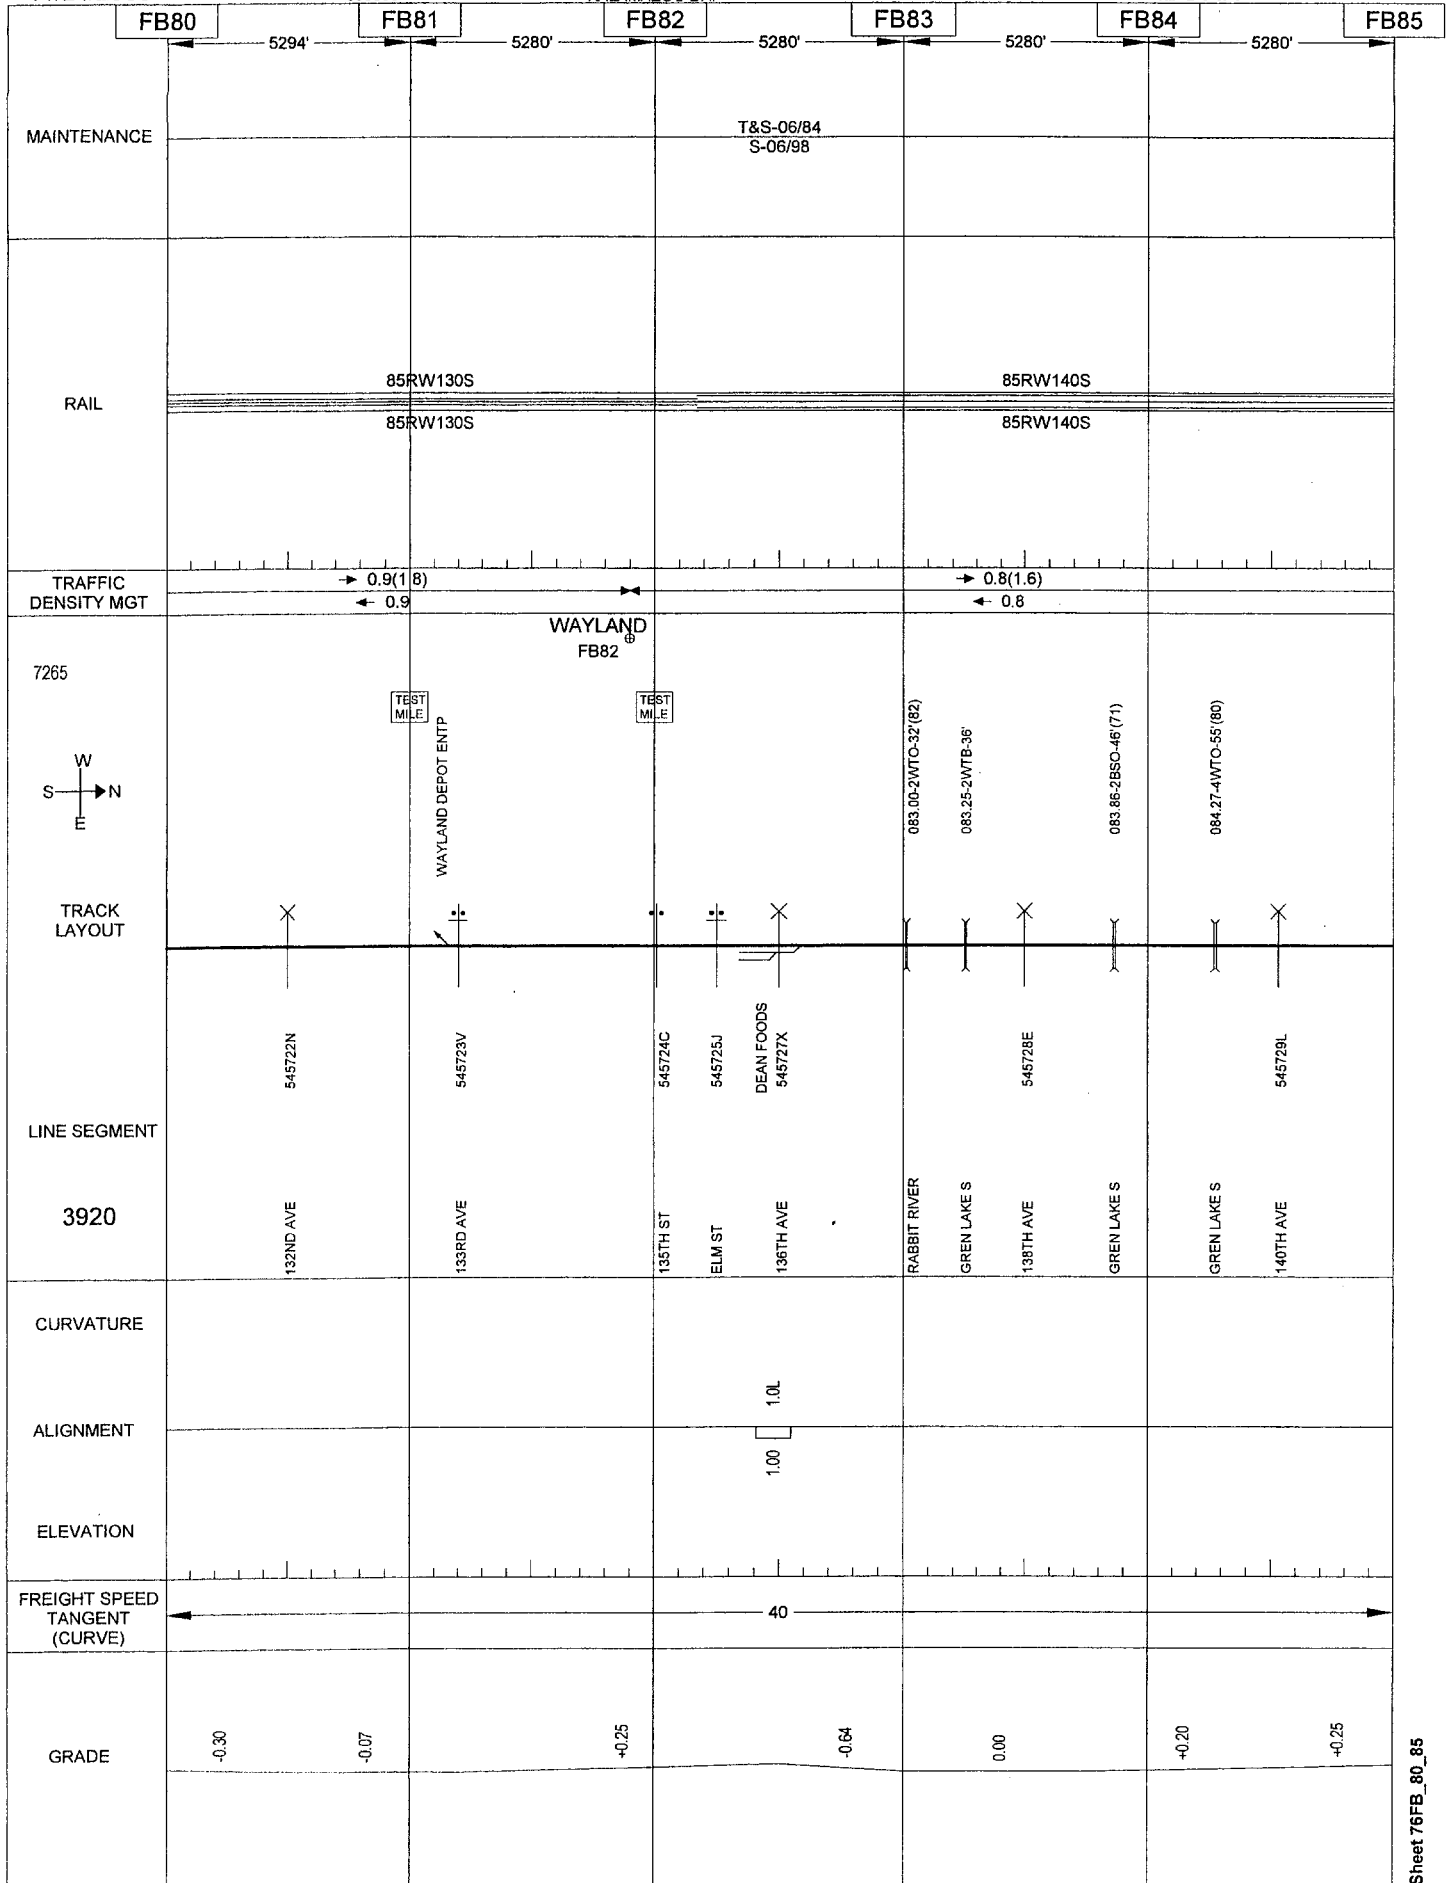 FB80 FB81 FB82 FB83 FB84 FB85
5294' 5280' 5280' 5280' 5280'
MAINTENANCE
T&S-06/84
S-06/98
85RW130S 85RW140S
RAIL
85RW130S 85RW140S
TRAFFIC
DENSITY MGT
0.9(1.8) 0.8(1.6)
0.9 0.8
WAYLAND
FB82
7265
TEST
MILE
TEST
MILE
W
S N
E
WAYLAND DEPOT ENTP
083.00-2WTO-32'(82)
083.25-2WTB-36'
083.86-2BSO-46'(71)
084.27-4WTO-55'(80)
TRACK
LAYOUT
545722N
545723V
545724C
545725J
DEAN FOODS
545727X
545728E
545729L
LINE SEGMENT
3920
132ND AVE
133RD AVE
135TH ST
ELM ST
136TH AVE
RABBIT RIVER
GREN LAKE S
138TH AVE
GREN LAKE S
GREN LAKE S
140TH AVE
CURVATURE
1.0L
ALIGNMENT
1.00
ELEVATION
FREIGHT SPEED
TANGENT
(CURVE)
40
GRADE
-0.30
-0.07
+0.25
-0.64
0.00
+0.20
+0.25
Sheet 76FB_80_85